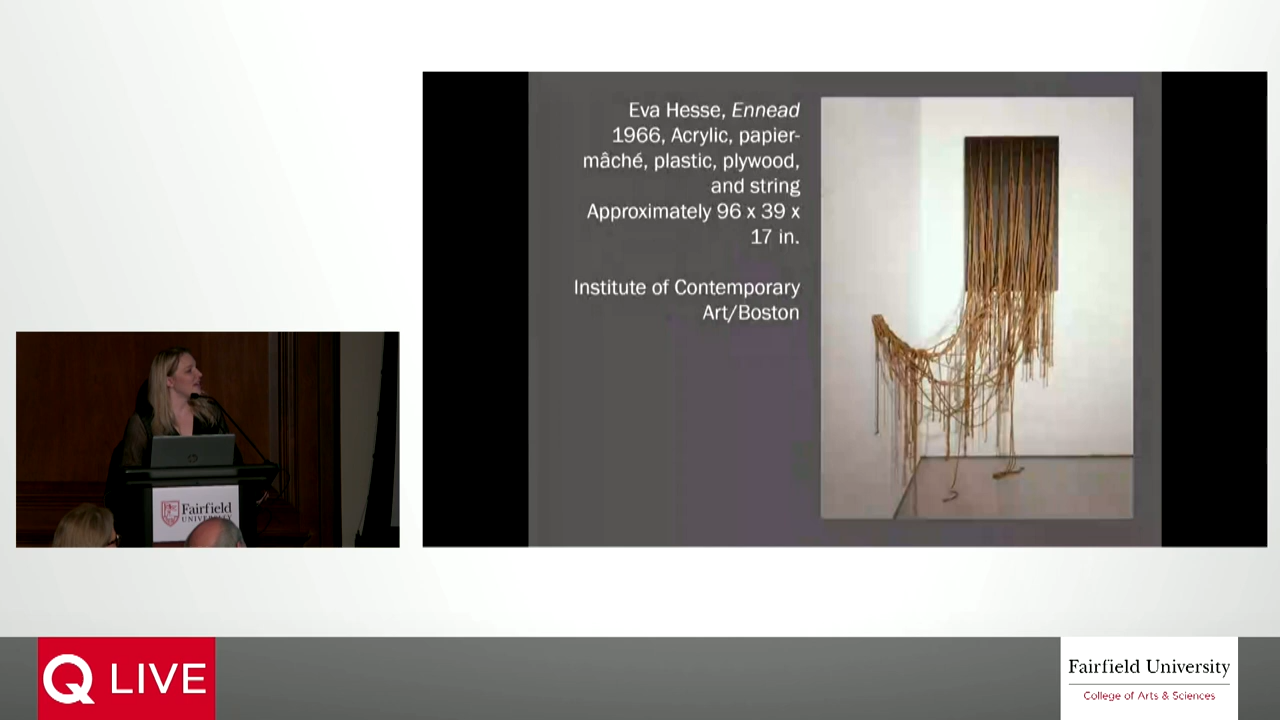 Eva Hesse, Ennead
1966, Acrylic, papier-
mâché, plastic, plywood,
and string
Approximately 96 x 39 x
17 in.
Institute of Contemporary
Art/Boston
Fairfield
UNIVERSITY
Q LIVE
Fairfield University
College of Arts & Sciences